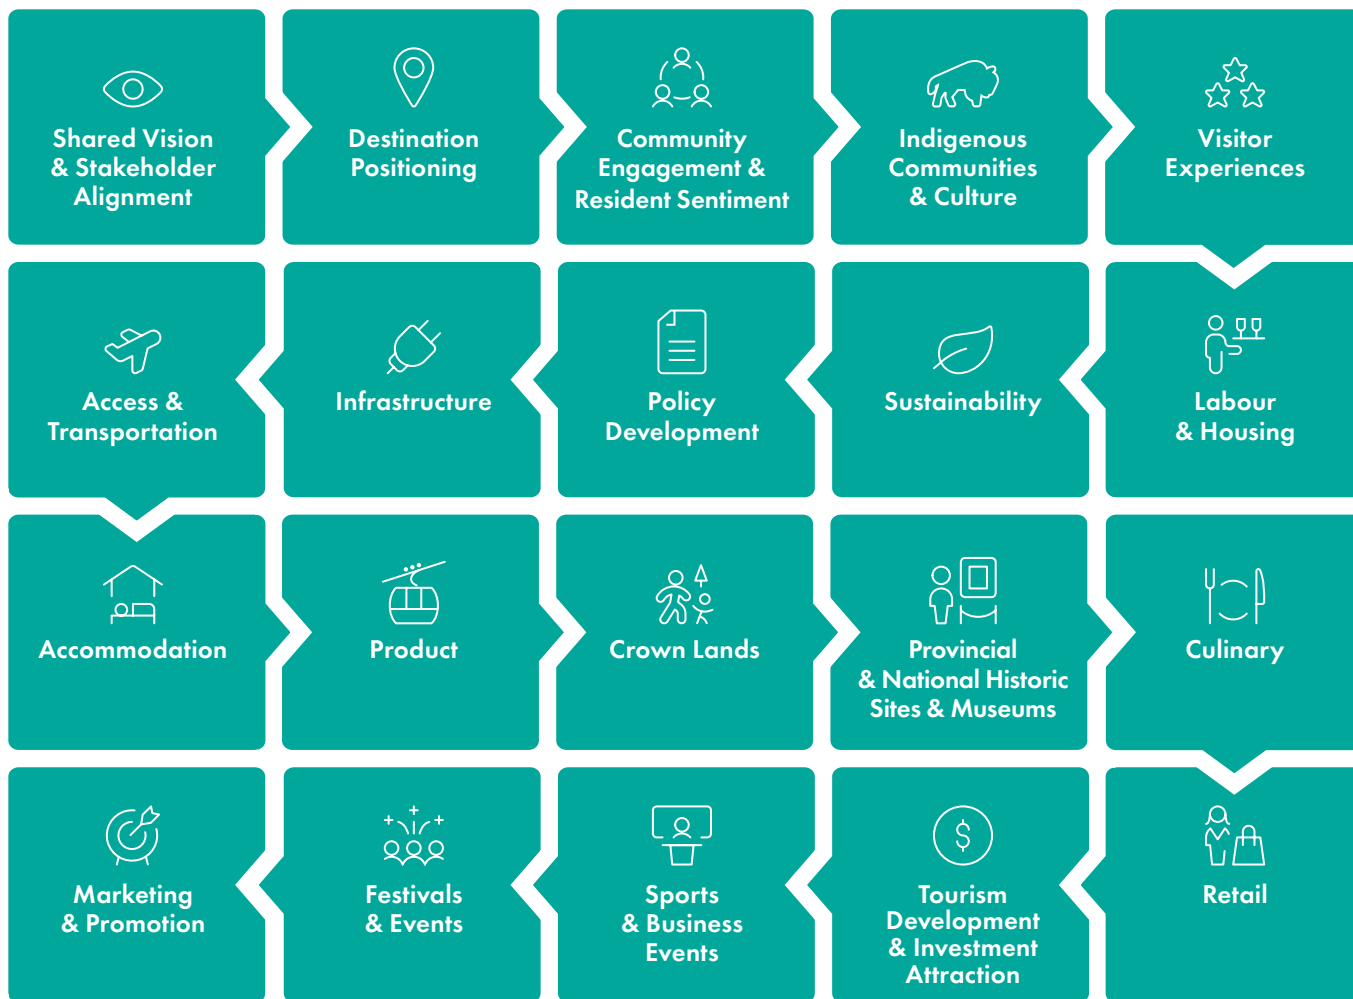 Shared Vision
& Stakeholder
Alignment
Destination
Positioning
Community
Engagement &
Resident Sentiment
Indigenous
Communities
& Culture
Visitor
Experiences
Access &
Transportation
Infrastructure
Policy
Development
Sustainability
Labour
& Housing
Accommodation
Product
Crown Lands
Provincial
& National Historic
Sites & Museums
Culinary
Marketing
& Promotion
Festivals
& Events
Sports
& Business
Events
Tourism
Development
& Investment
Attraction
Retail